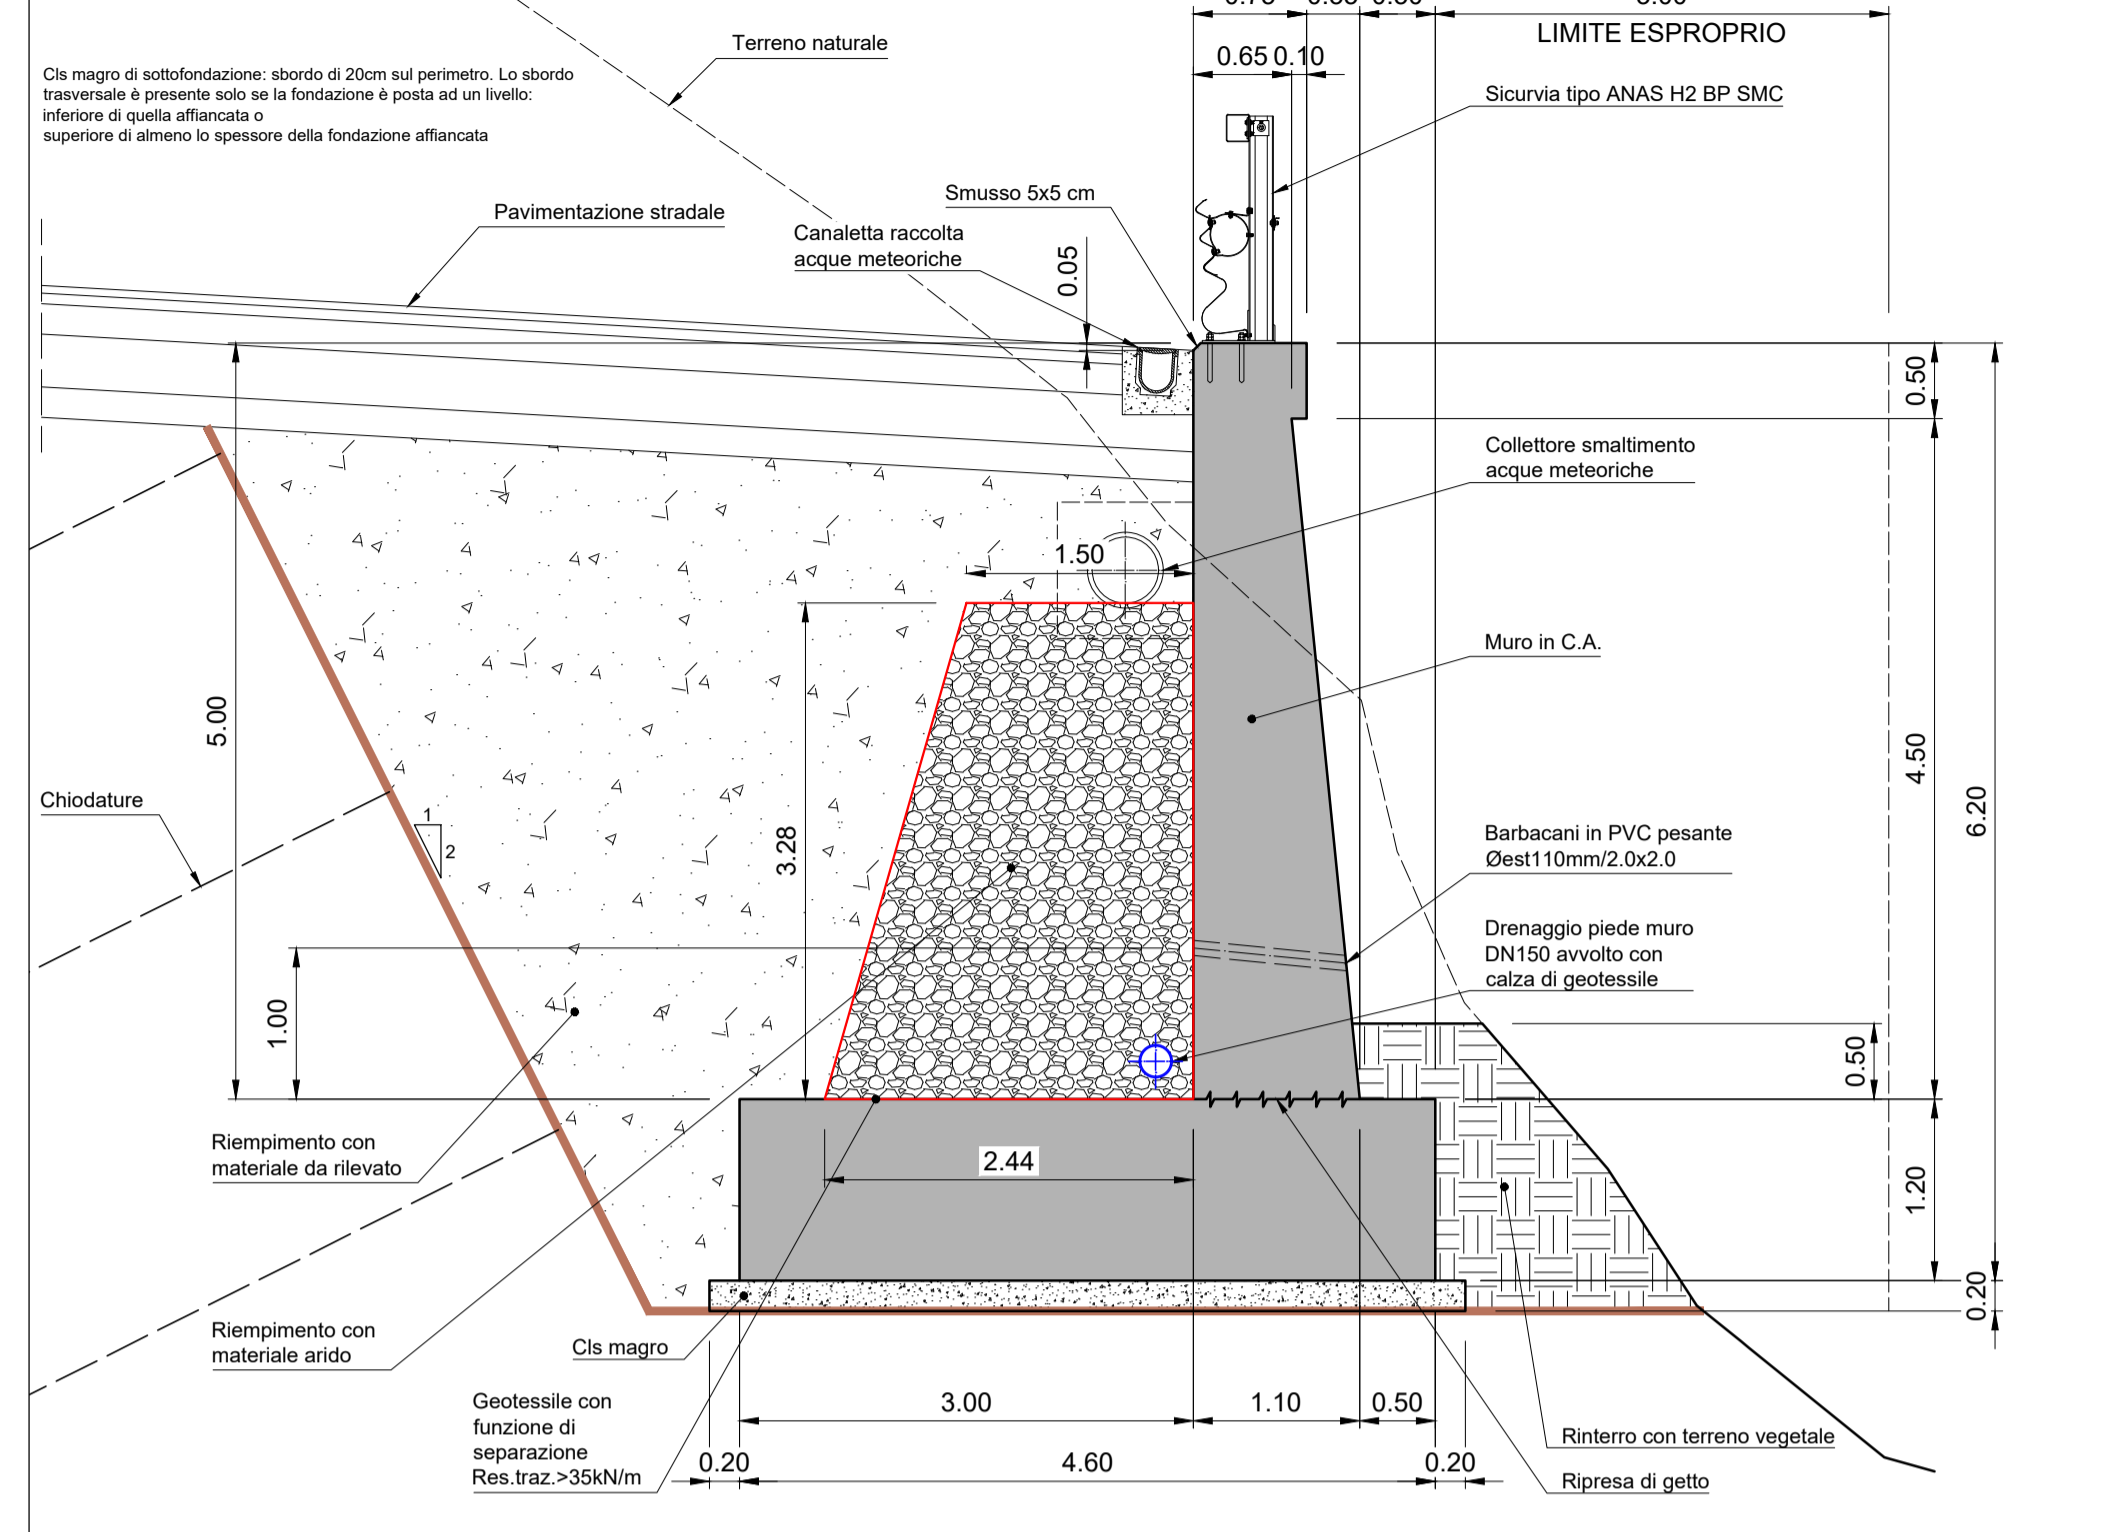 LIMITE ESPROPRIO
Terreno naturale
0.65
0.10
Cls magro di sottofondazione: sbordo di 20cm sul perimetro. Lo sbordo
trasversale è presente solo se la fondazione è posta ad un livello:
inferiore di quella affiancata o
superiore di almeno lo spessore della fondazione affiancata
Sicurvia tipo ANAS H2 BP SMC
Smusso 5x5 cm
Pavimentazione stradale
Canaletta raccolta
acque meteoriche
0.05
0.50
Collettore smaltimento
acque meteoriche
1.50
Muro in C.A.
5.00
4.50
Chiodature
1
2
3.28
6.20
Barbacani in PVC pesante
Øest110mm/2.0x2.0
Drenaggio piede muro
DN150 avvolto con
calza di geotessile
1.00
0.50
Riempimento con
materiale da rilevato
2.44
1.20
0.20
Riempimento con
materiale arido
Cls magro
Geotessile con
funzione di
separazione
Res.traz.>35kN/m
3.00
1.10
0.50
0.20
4.60
0.20
Rinterro con terreno vegetale
Ripresa di getto